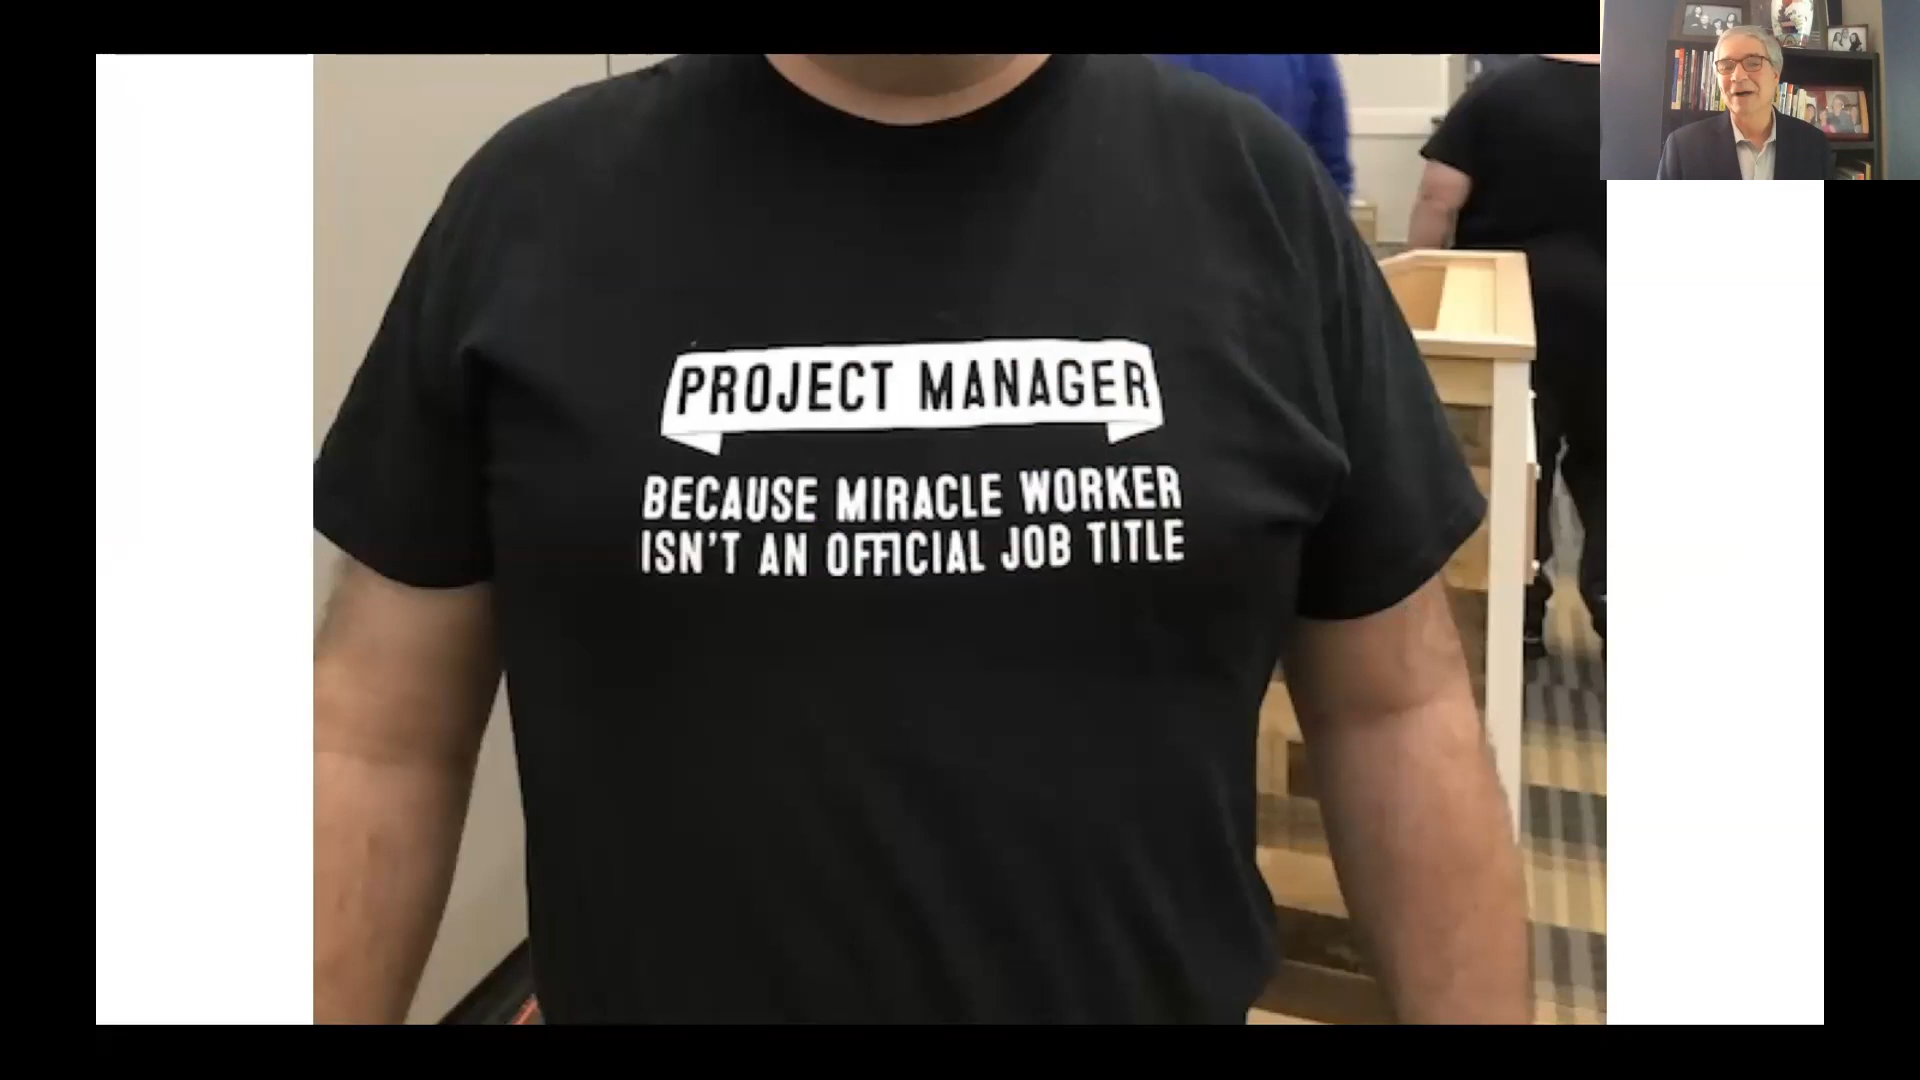 PROJECT MANAGER
BECAUSE MIRACLE WORKER
ISN'T AN OFFICIAL JOB TITLE